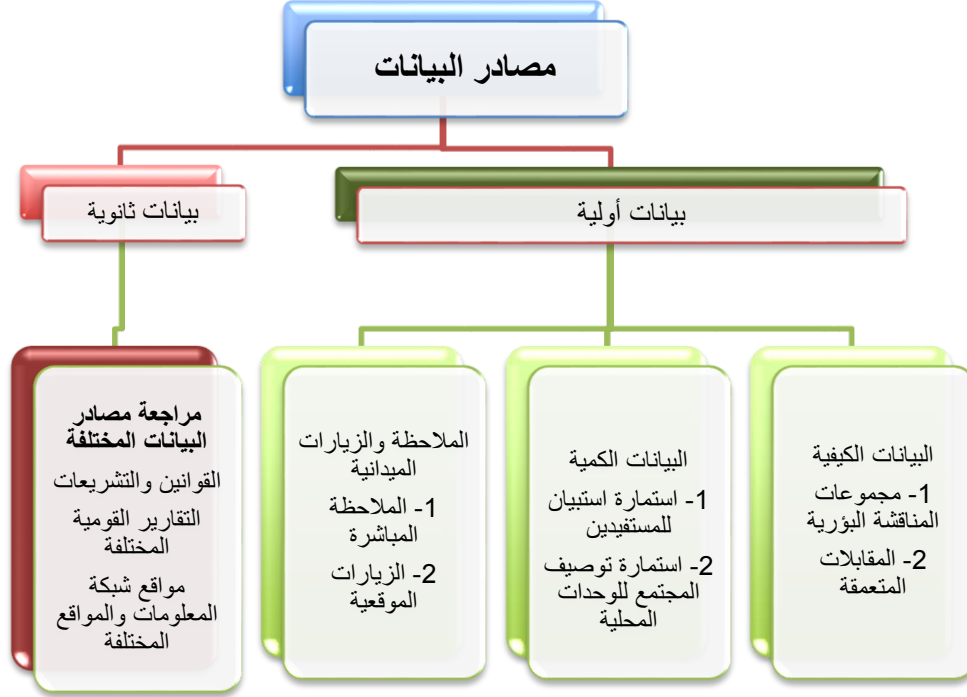 مصادر البيانات
بيانات أولية
بيانات ثانوية
البيانات الكيفية
1- مجموعات
المناقشة البؤرية
2- المقابلات
المتعمقة
البيانات الكمية
1- استمارة استبيان
للمستفيدين
2- استمارة توصيف
المجتمع للوحدات
المحلية
الملاحظة والزيارات
الميدانية
1- الملاحظة
المباشرة
2- الزيارات
الموقعية
مراجعة مصادر
البيانات المختلفة
القوانين والتشريعات
التقارير القومية
المختلفة
مواقع شبكة
المعلومات والمواقع
المختلفة